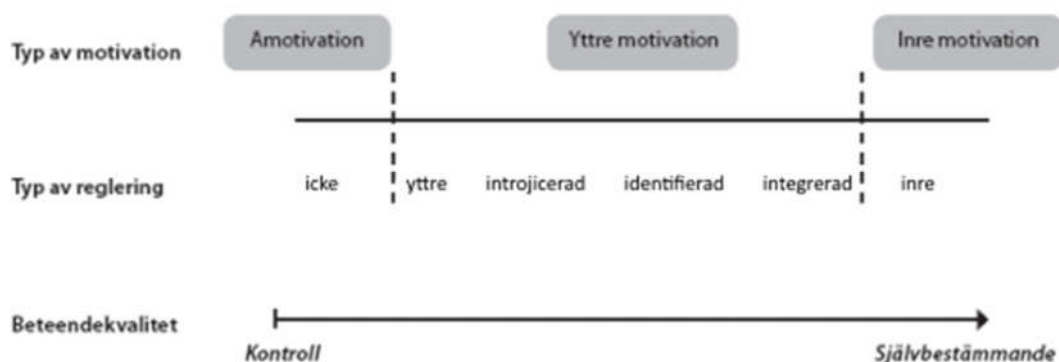 Typ av motivation Amotivation Yttre motivation Inre motivation
Typ av reglering icke yttre introjicerad identifierad integrerad inre
Beteendekvalitet
Kontroll Självbestämmande